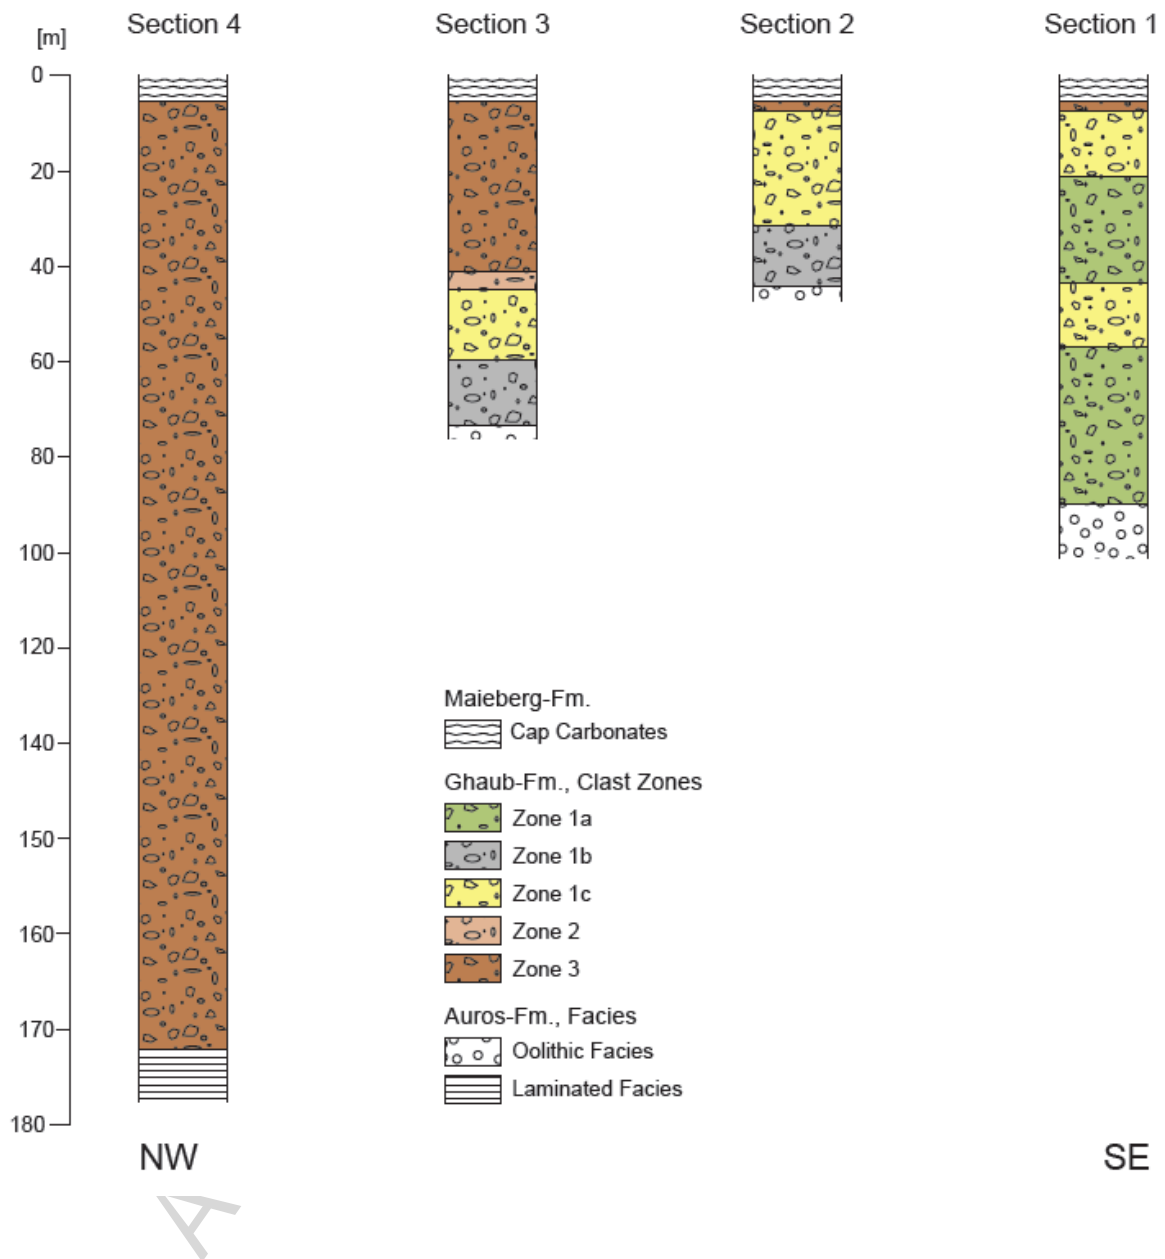 Section 4 Section 3 Section 2 Section 1
[m]
0
20
40
60
80
100
120
140
150
160
170
180
Maieberg-Fm.
Cap Carbonates
Ghaub-Fm., Clast Zones
Zone 1a
Zone 1b
Zone 1c
Zone 2
Zone 3
Auros-Fm., Facies
Oolithic Facies
Laminated Facies
NW SE
A